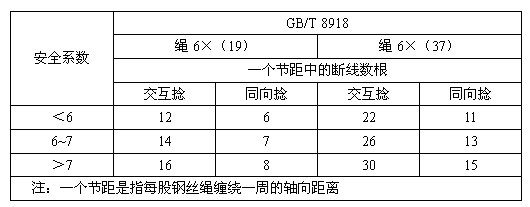 安全系数 GB/T 8918
绳 6×（19） 绳 6×（37）
一个节距中的断线数根
交互捻 同向捻 交互捻 同向捻
＜6 12 6 22 11
6~7 14 7 26 13
＞7 16 8 30 15
注：一个节距是指每股钢丝绳缠绕一周的轴向距离